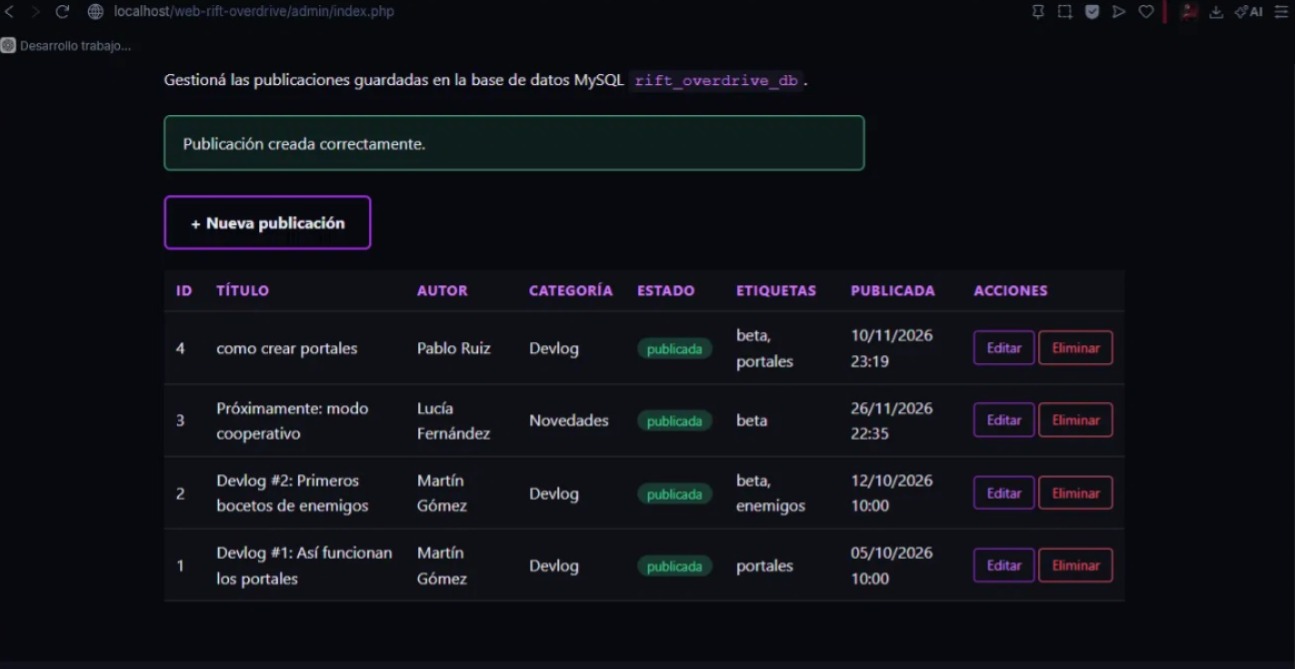 localhost/web-rift-overdrive/admin/index.php
AI
Desarrollo trabajo...
Gestioná las publicaciones guardadas en la base de datos MySQL rift_overdrive_db.
Publicación creada correctamente.
+ Nueva publicación
ID TÍTULO AUTOR CATEGORÍA ESTADO ETIQUETAS PUBLICADA ACCIONES
4 como crear portales Pablo Ruiz Devlog publicada beta, portales 10/11/2026 23:19 Editar Eliminar
3 Próximamente: modo cooperativo Lucía Fernández Novedades publicada beta 26/11/2026 22:35 Editar Eliminar
2 Devlog #2: Primeros bocetos de enemigos Martín Gómez Devlog publicada beta, enemigos 12/10/2026 10:00 Editar Eliminar
1 Devlog #1: Así funcionan los portales Martín Gómez Devlog publicada portales 05/10/2026 10:00 Editar Eliminar